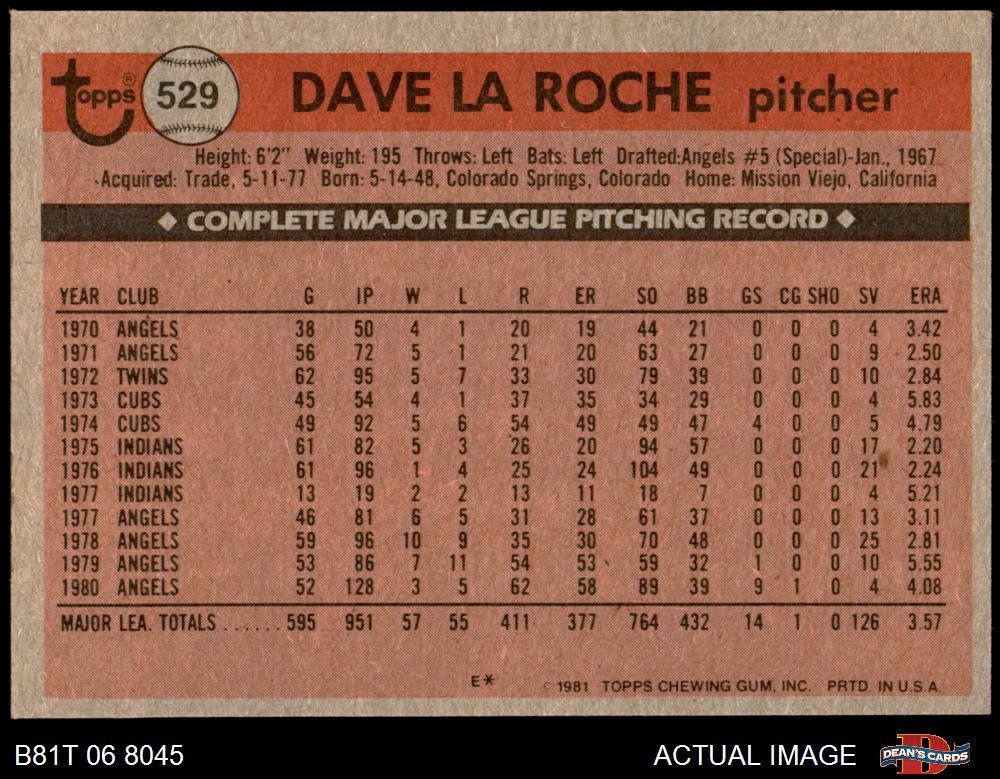 topps® 529 DAVE LA ROCHE pitcher
Height: 6'2" Weight: 195 Throws: Left Bats: Left Drafted:Angels #5 (Special)-Jan., 1967
Acquired: Trade, 5-11-77 Born: 5-14-48, Colorado Springs, Colorado Home: Mission Viejo, California
◆ COMPLETE MAJOR LEAGUE PITCHING RECORD ◆
YEAR CLUB G IP W L R ER SO BB GS CG SHO SV ERA
1970 ANGELS 38 50 4 1 20 19 44 21 0 0 0 4 3.42
1971 ANGELS 56 72 5 1 21 20 63 27 0 0 0 9 2.50
1972 TWINS 62 95 5 7 33 30 79 39 0 0 0 10 2.84
1973 CUBS 45 54 4 1 37 35 34 29 0 0 0 4 5.83
1974 CUBS 49 92 5 6 54 49 49 47 4 0 0 5 4.79
1975 INDIANS 61 82 5 3 26 20 94 57 0 0 0 17 2.20
1976 INDIANS 61 96 1 4 25 24 104 49 0 0 0 21 2.24
1977 INDIANS 13 19 2 2 13 11 18 7 0 0 0 4 5.21
1977 ANGELS 46 81 6 5 31 28 61 37 0 0 0 13 3.11
1978 ANGELS 59 96 10 9 35 30 70 48 0 0 0 25 2.81
1979 ANGELS 53 86 7 11 54 53 59 32 1 0 0 10 5.55
1980 ANGELS 52 128 3 5 62 58 89 39 9 1 0 4 4.08
MAJOR LEA. TOTALS ...... 595 951 57 55 411 377 764 432 14 1 0 126 3.57
E* © 1981 TOPPS CHEWING GUM, INC. PRTD. IN U.S.A.
B81T 06 8045 ACTUAL IMAGE DEAN'S CARDS